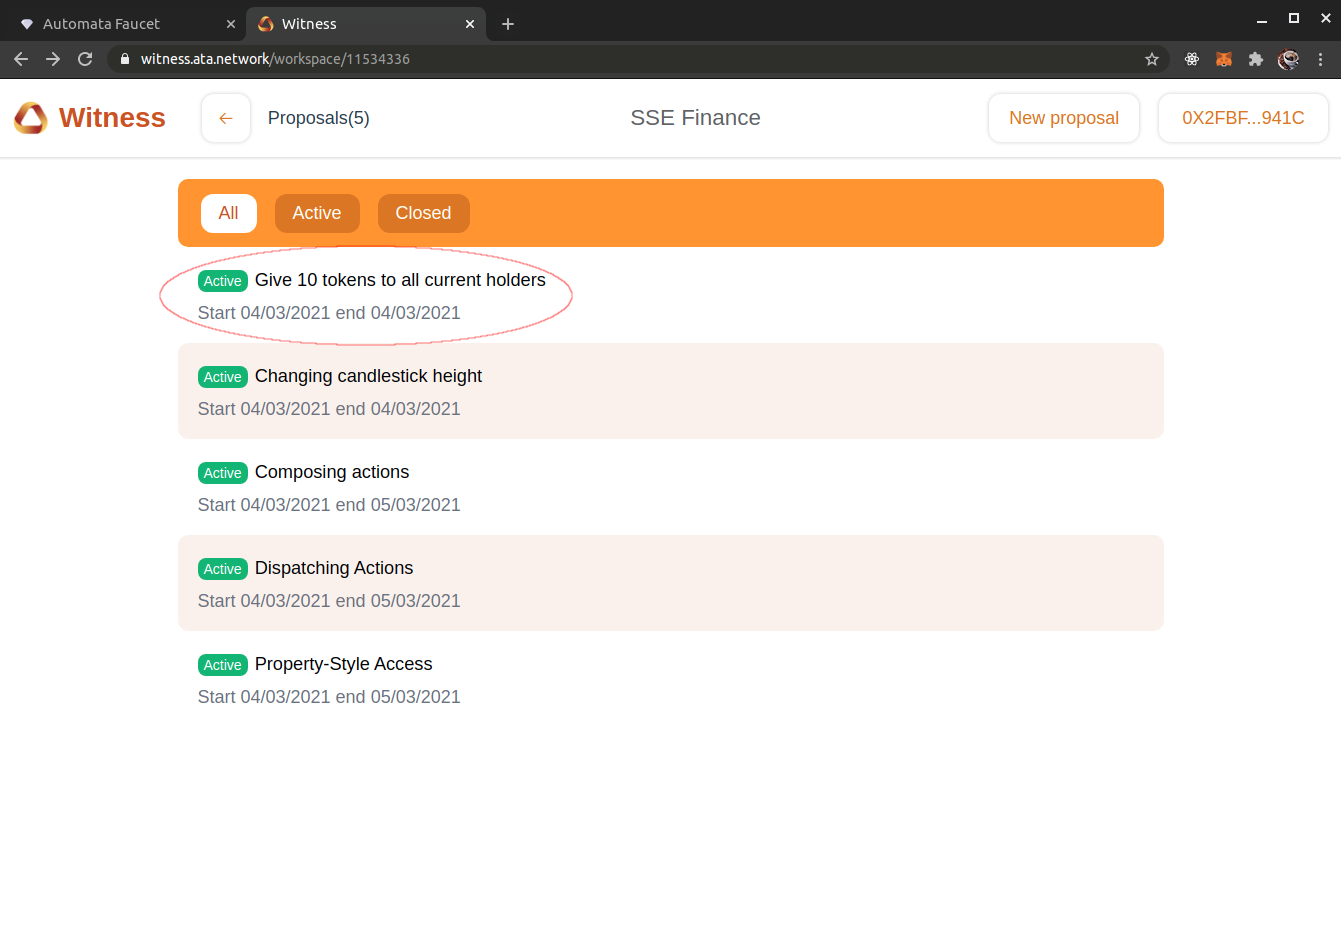 Automata Faucet
Witness
witness.ata.network/workspace/11534336
Witness
Proposals(5)
SSE Finance
New proposal
0X2FBF...941C
All
Active
Closed
Active Give 10 tokens to all current holders
Start 04/03/2021 end 04/03/2021
Active Changing candlestick height
Start 04/03/2021 end 04/03/2021
Active Composing actions
Start 04/03/2021 end 05/03/2021
Active Dispatching Actions
Start 04/03/2021 end 05/03/2021
Active Property-Style Access
Start 04/03/2021 end 05/03/2021